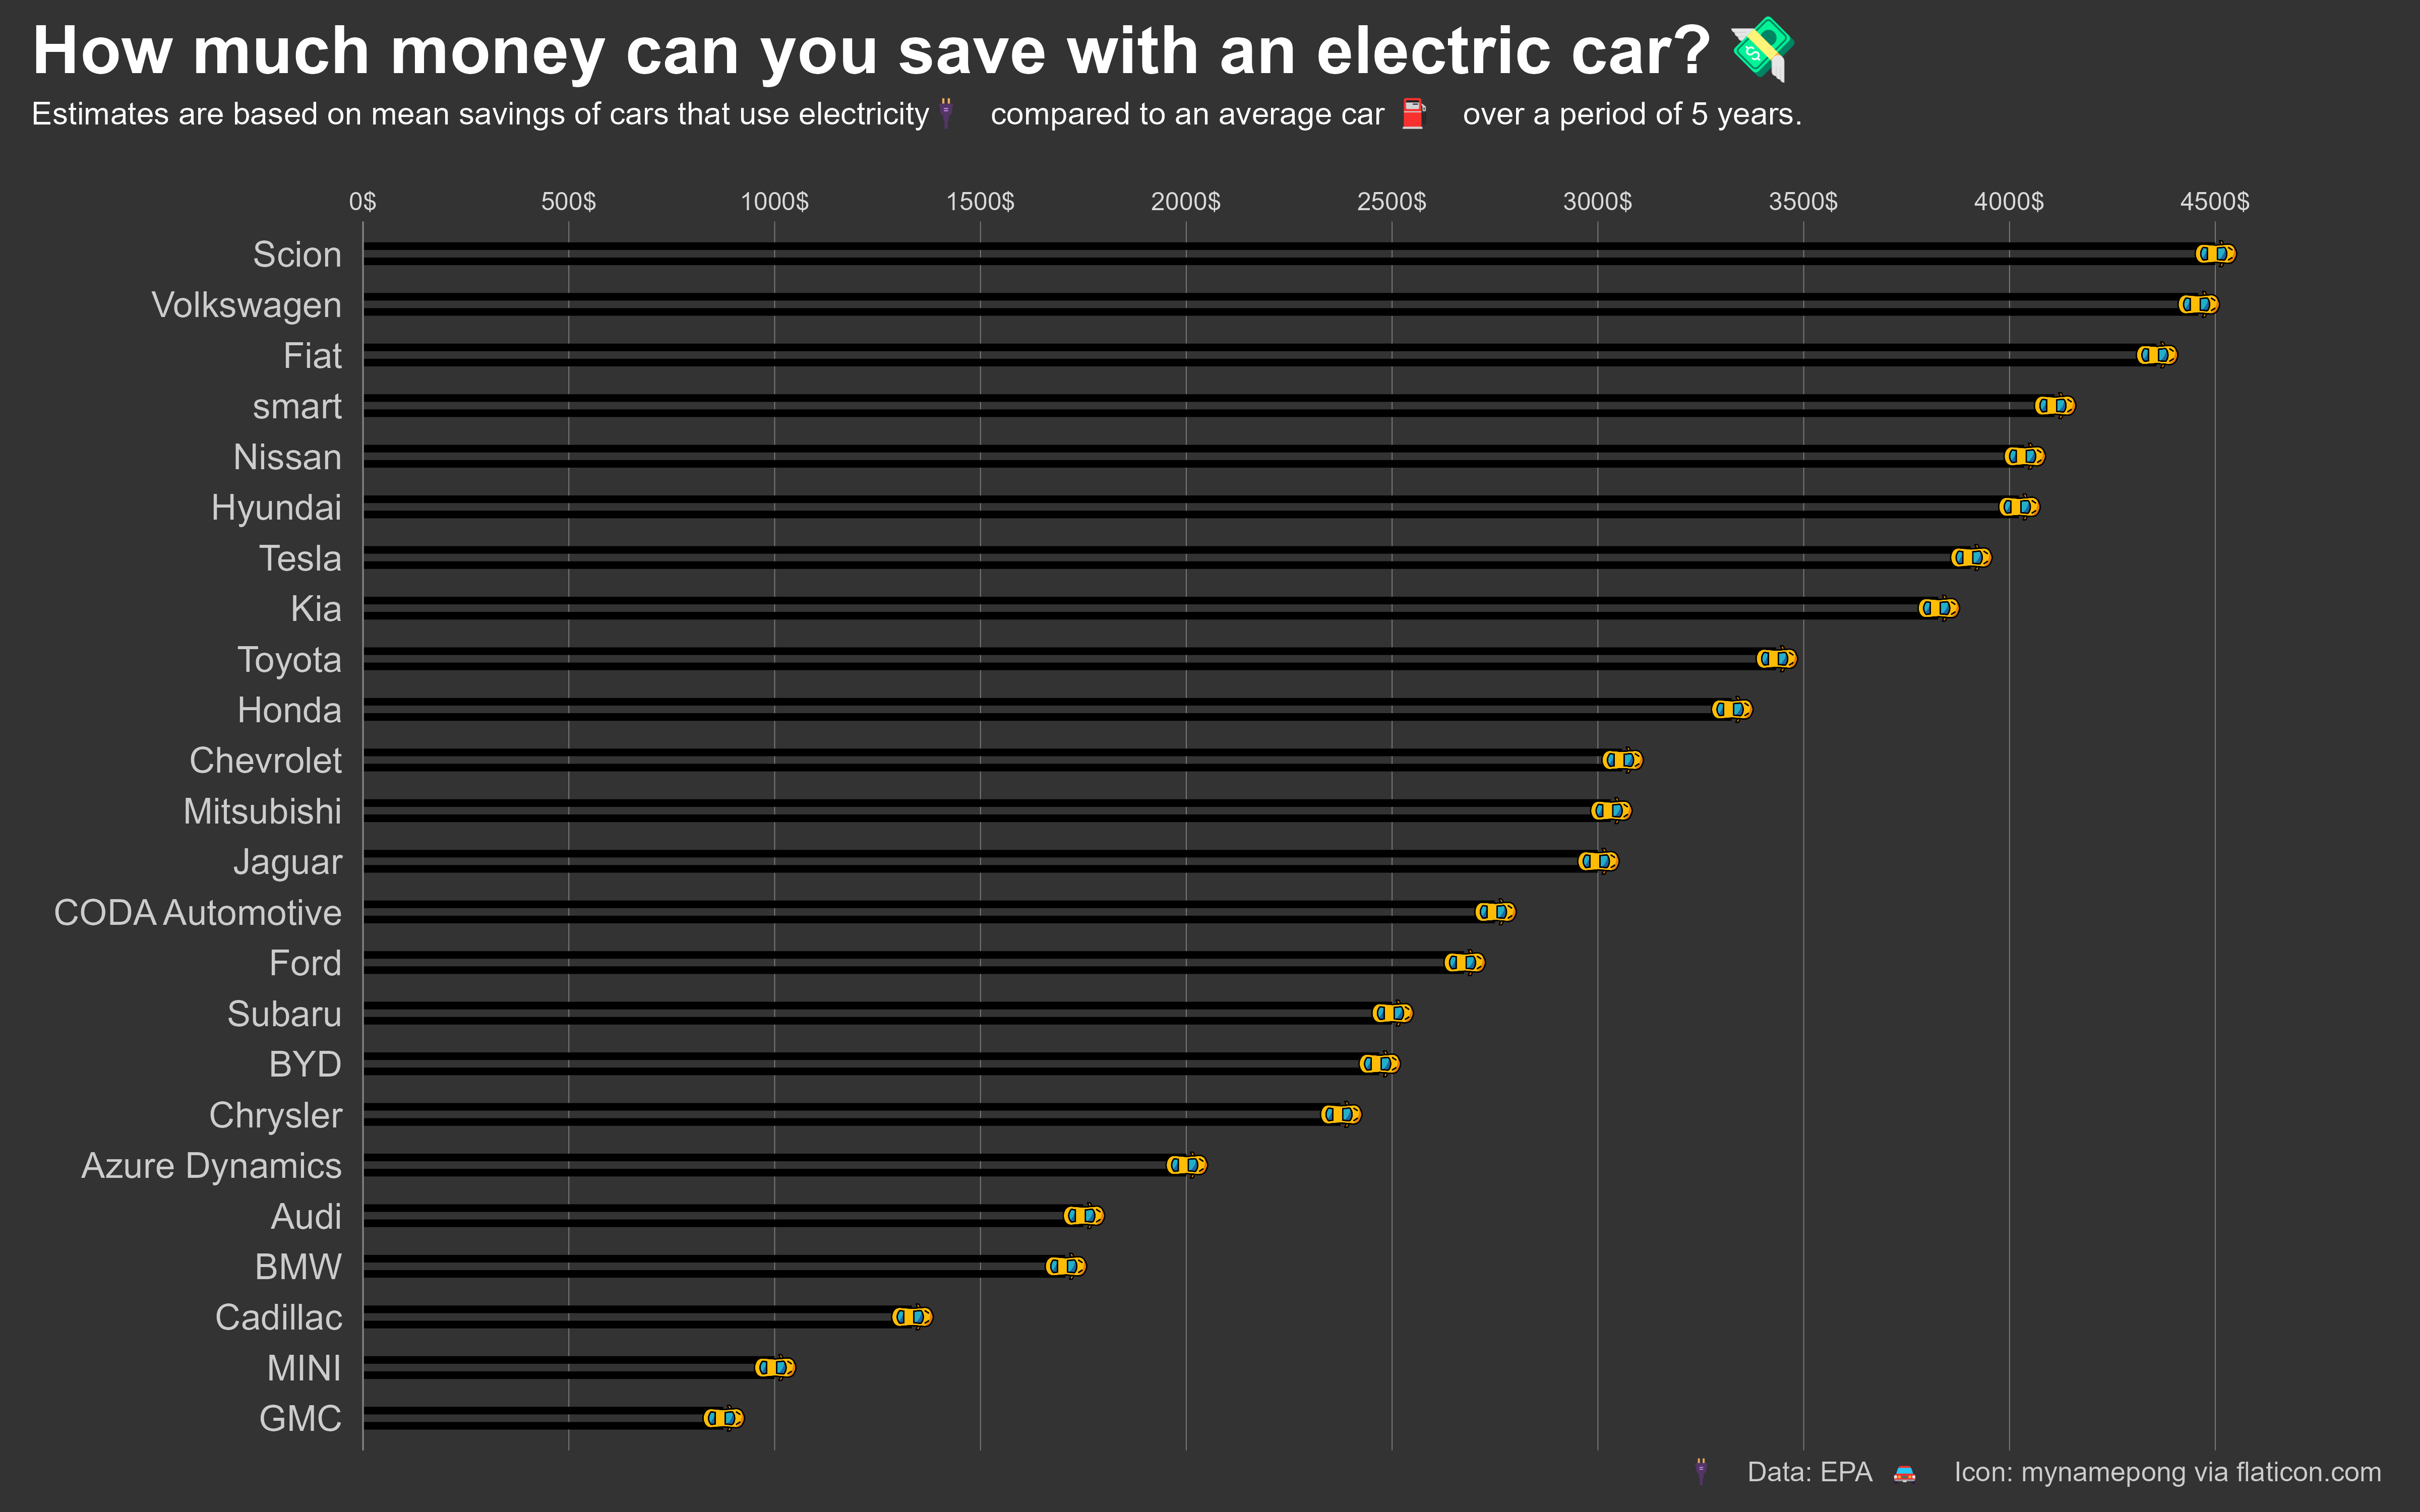 How much money can you save with an electric car?
Estimates are based on mean savings of cars that use electricity compared to an average car over a period of 5 years.
0$ 500$ 1000$ 1500$ 2000$ 2500$ 3000$ 3500$ 4000$ 4500$
Scion
Volkswagen
Fiat
smart
Nissan
Hyundai
Tesla
Kia
Toyota
Honda
Chevrolet
Mitsubishi
Jaguar
CODA Automotive
Ford
Subaru
BYD
Chrysler
Azure Dynamics
Audi
BMW
Cadillac
MINI
GMC
Data: EPA Icon: mynamepong via flaticon.com